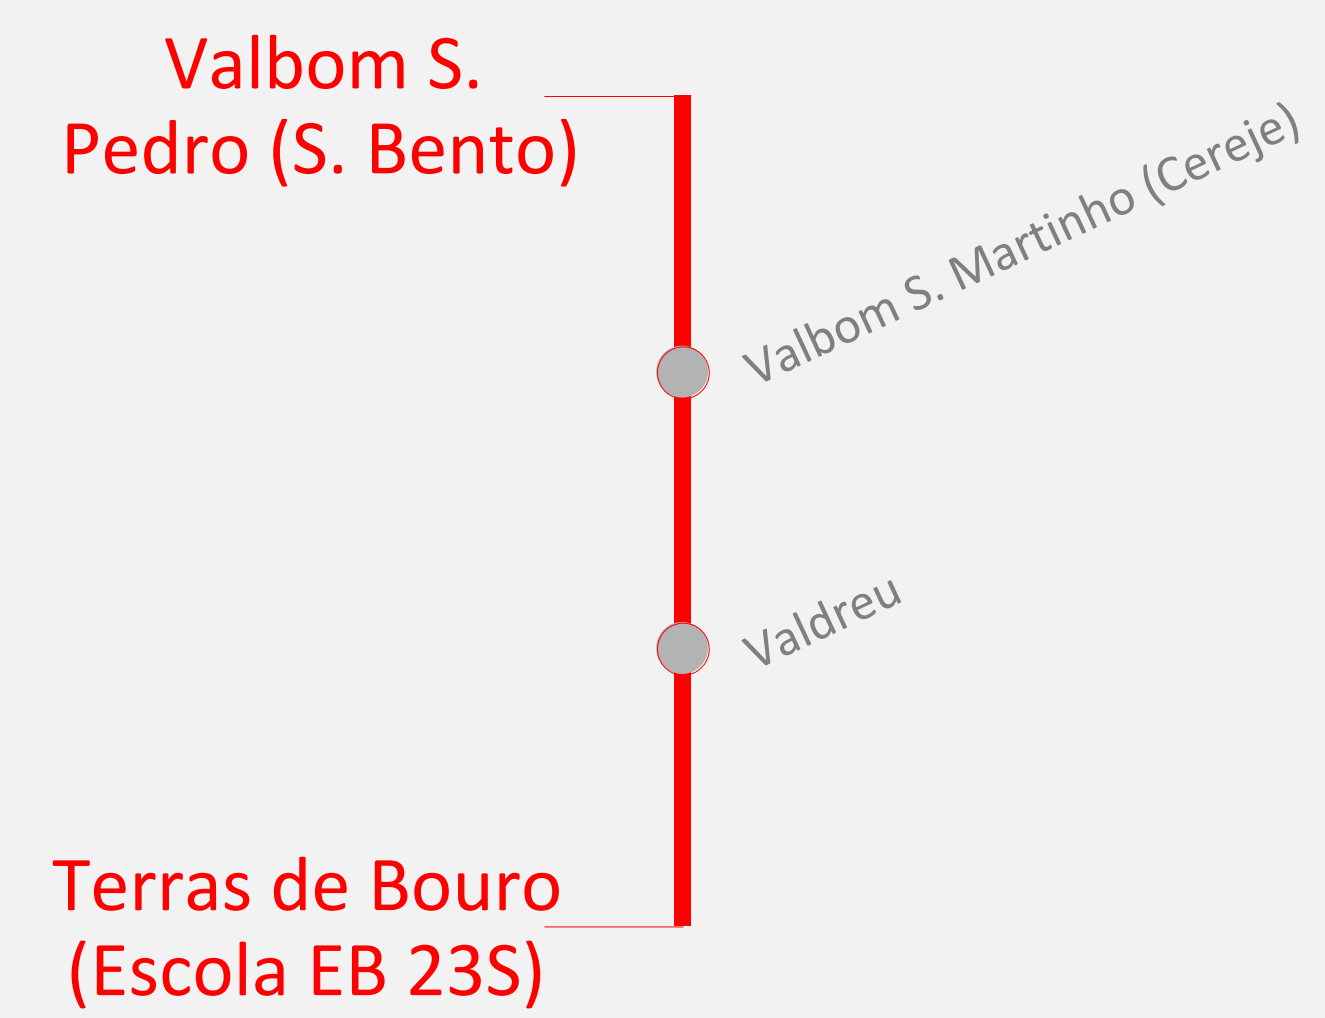 Valbom S.
Pedro (S. Bento)
Valbom S. Martinho (Cereje)
Valdreu
Terras de Bouro
(Escola EB 23S)